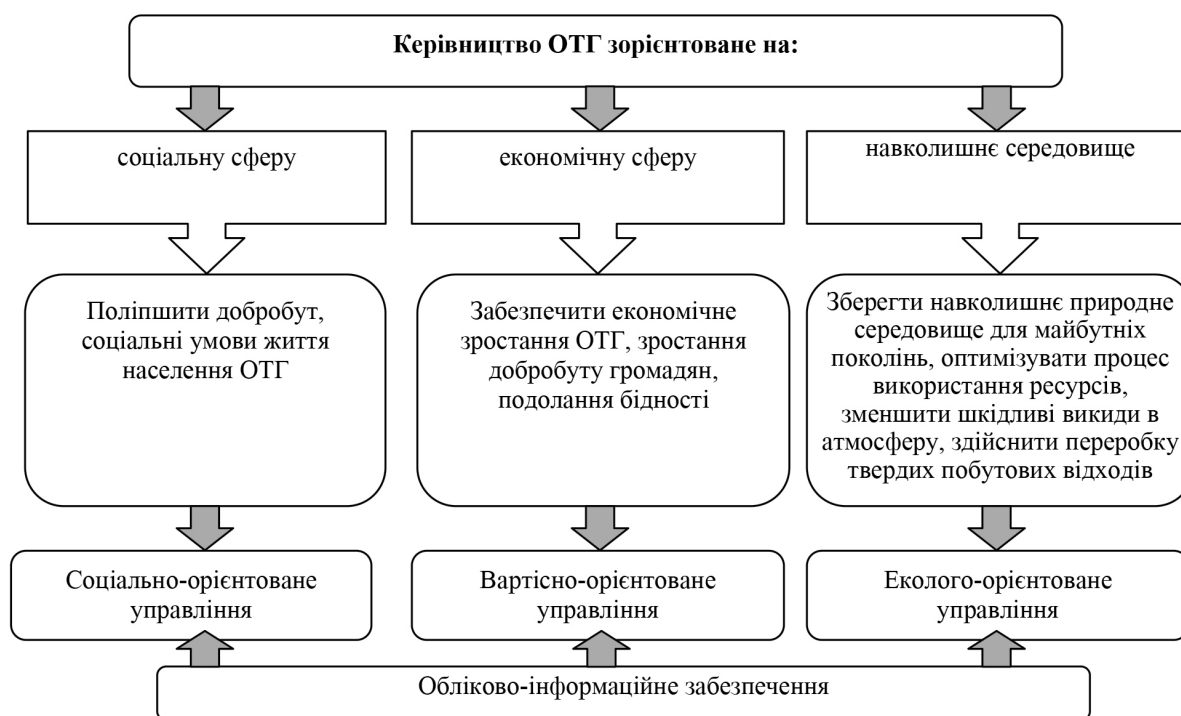 Керівництво ОТГ зорієнтоване на:
соціальну сферу
економічну сферу
навколишнє середовище
Поліпшити добробут,
соціальні умови життя
населення ОТГ
Забезпечити економічне
зростання ОТГ, зростання
добробуту громадян,
подолання бідності
Зберегти навколишнє природне
середовище для майбутніх
поколінь, оптимізувати процес
використання ресурсів,
зменшити шкідливі викиди в
атмосферу, здійснити переробку
твердих побутових відходів
Соціально-орієнтоване
управління
Вартісно-орієнтоване
управління
Еколого-орієнтоване
управління
Обліково-інформаційне забезпечення